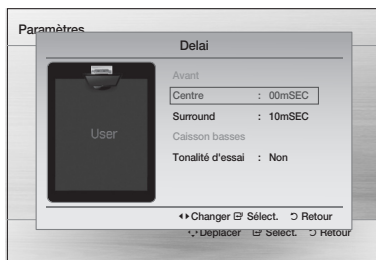 Paramètres
Delai
Avant
Centre : 00mSEC
Surround : 10mSEC
Caisson basses
Tonalité d'essai : Non
User
Changer Sélect. Retour
Déplacer Sélect. Retour